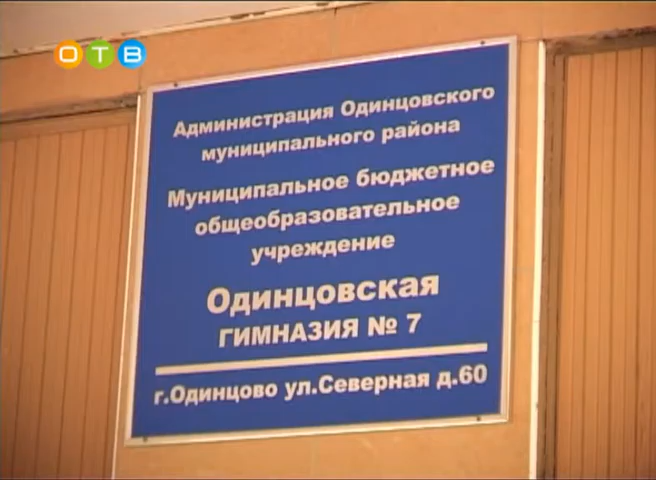 ОТВ
Администрация Одинцовского
муниципального района
Муниципальное бюджетное
общеобразовательное
учреждение
Одинцовская
ГИМНАЗИЯ № 7
г.Одинцово ул.Северная д.60